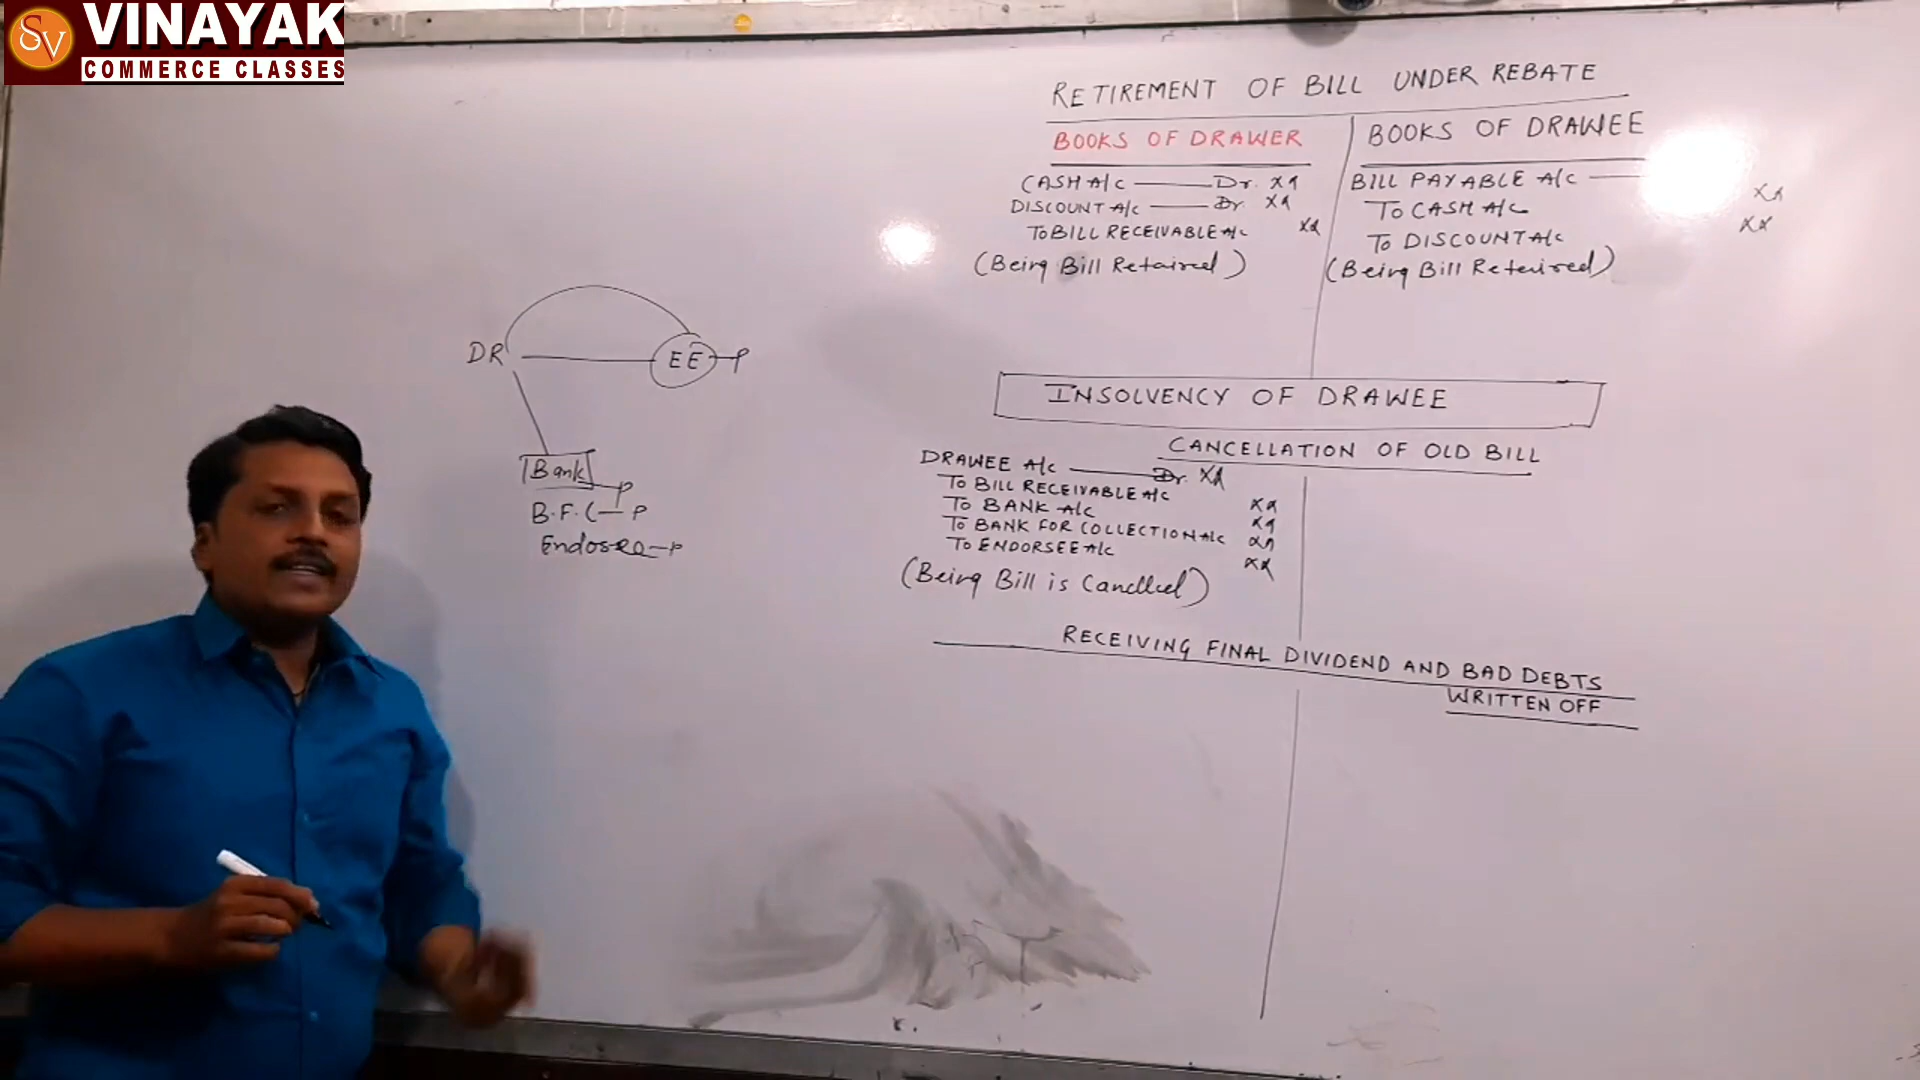 SV VINAYAK
COMMERCE CLASSES
RETIREMENT OF BILL UNDER REBATE
BOOKS OF DRAWER
CASH A/c Dr. xx
DISCOUNT A/c Dr. xx
To BILL RECEIVABLE A/c xx
(Being Bill Retaired)
BOOKS OF DRAWEE
BILL PAYABLE A/c
To CASH A/c xx
To DISCOUNT A/c xx
(Being Bill Reteired)
DR EE P
Bank P
B.F.C P
Endosee P
INSOLVENCY OF DRAWEE
CANCELLATION OF OLD BILL
DRAWEE A/c Dr. xx
To BILL RECEIVABLE A/c xx
To BANK A/c xx
To BANK FOR COLLECTION A/c xx
To ENDORSEE A/c xx
(Being Bill is Cancelled)
RECEIVING FINAL DIVIDEND AND BAD DEBTS
WRITTEN OFF